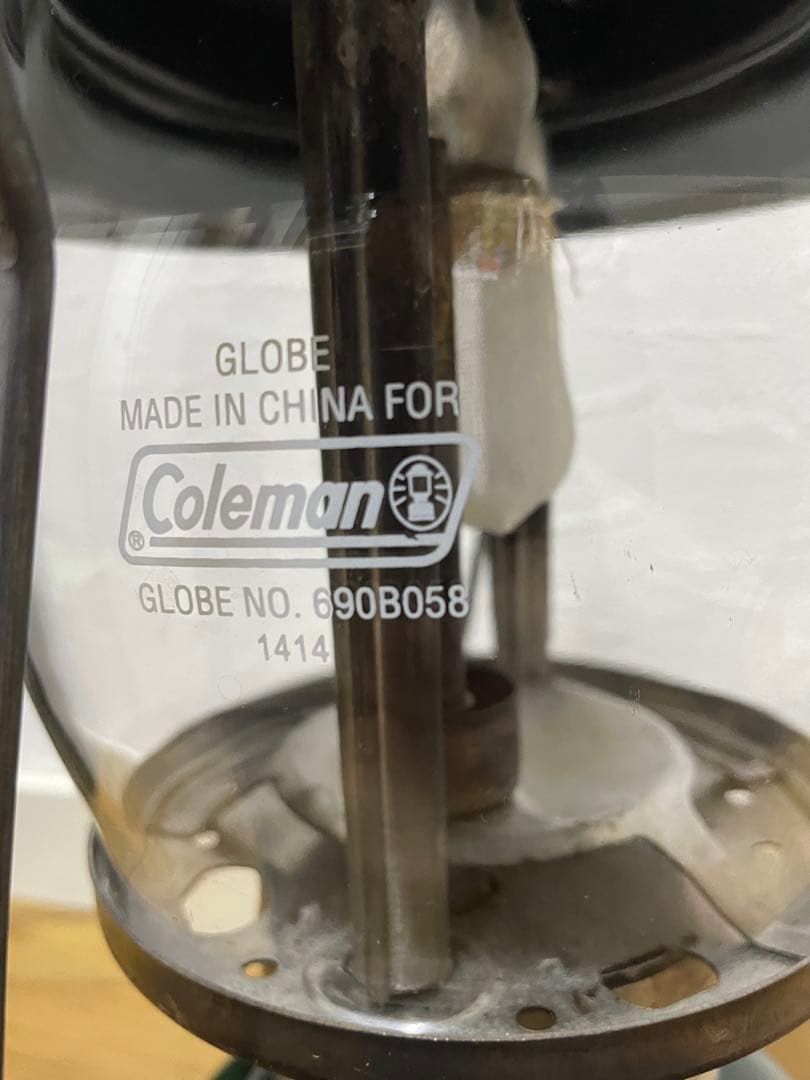 GLOBE
MADE IN CHINA FOR
Coleman
®
GLOBE NO. 690B058
1414